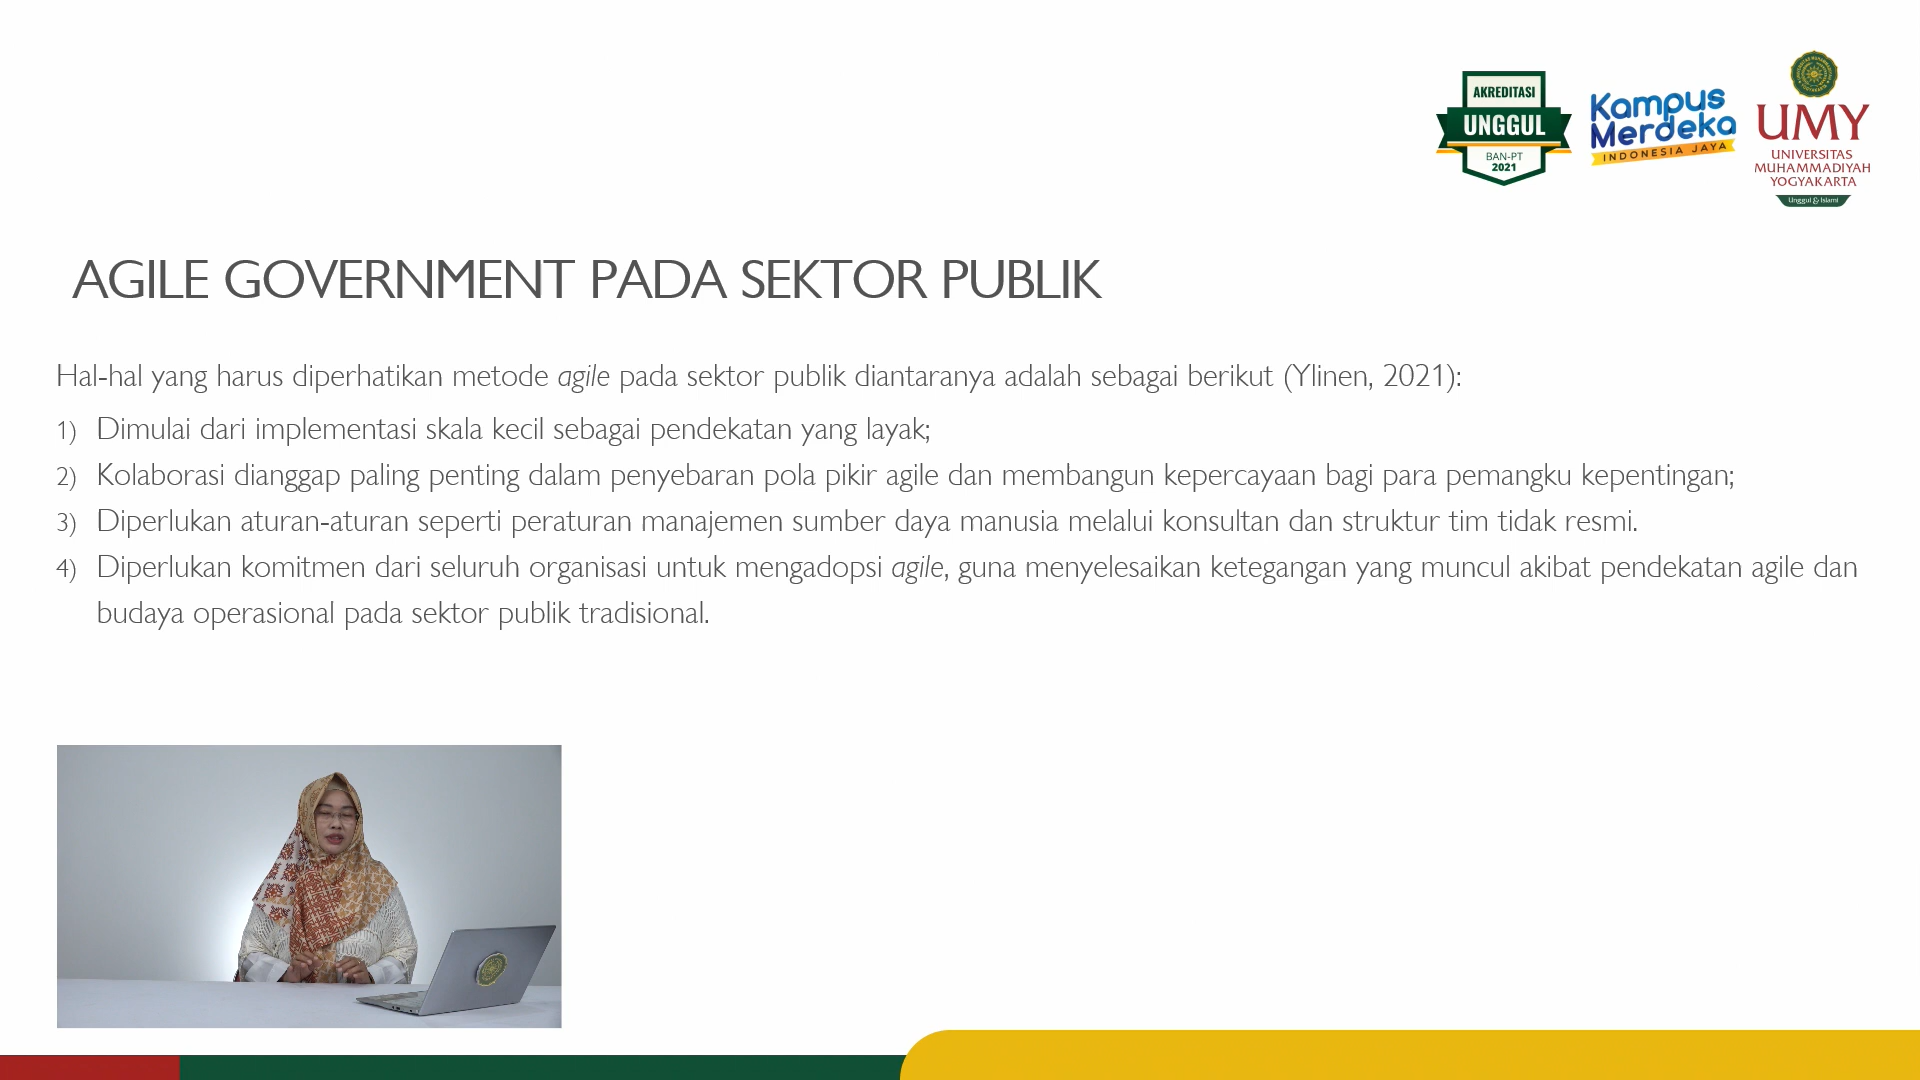 AKREDITASI
UNGGUL
BAN-PT
2021
Kampus
Merdeka
INDONESIA JAYA
UMY
UNIVERSITAS
MUHAMMADIYAH
YOGYAKARTA
Unggul & Islami
AGILE GOVERNMENT PADA SEKTOR PUBLIK
Hal-hal yang harus diperhatikan metode agile pada sektor publik diantaranya adalah sebagai berikut (Ylinen, 2021):
1) Dimulai dari implementasi skala kecil sebagai pendekatan yang layak;
2) Kolaborasi dianggap paling penting dalam penyebaran pola pikir agile dan membangun kepercayaan bagi para pemangku kepentingan;
3) Diperlukan aturan-aturan seperti peraturan manajemen sumber daya manusia melalui konsultan dan struktur tim tidak resmi.
4) Diperlukan komitmen dari seluruh organisasi untuk mengadopsi agile, guna menyelesaikan ketegangan yang muncul akibat pendekatan agile dan
budaya operasional pada sektor publik tradisional.